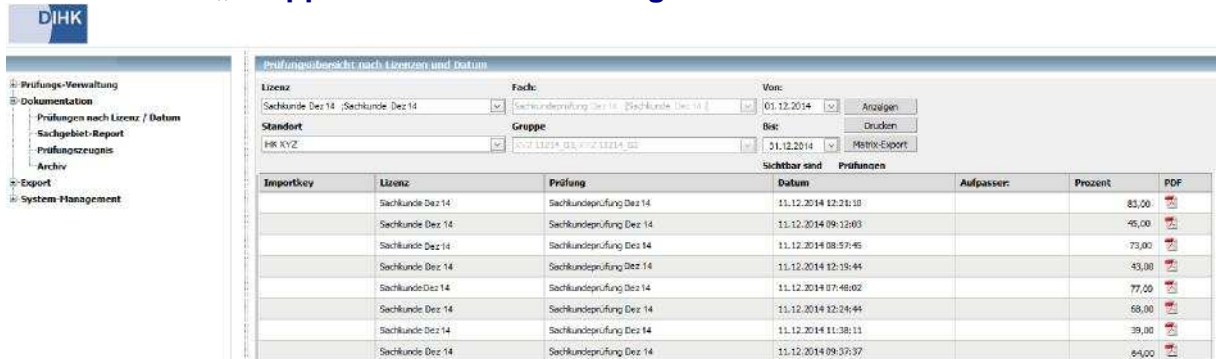 DIHK
Prüfungsübersicht nach Lizenzen und Datum
Prüfungs-Verwaltung
Dokumentation
Prüfungen nach Lizenz / Datum
Sachgebiet-Report
Prüfungszeugnis
Archiv
Export
System-Management
Lizenz Fach: Von:
Sachkunde Dez 14 ;Sachkunde Dez 14 01.12.2014 Anzeigen
Standort Gruppe Bis: Drucken
IHK XYZ 31.12.2014 Matrix-Export
Sichtbar sind Prüfungen
Importkey Lizenz Prüfung Datum Aufpasser: Prozent PDF
Sachkunde Dez 14 Sachkundeprüfung Dez 14 11.12.2014 12:21:18 83,00
Sachkunde Dez 14 Sachkundeprüfung Dez 14 11.12.2014 09:12:03 45,00
Sachkunde Dez 14 Sachkundeprüfung Dez 14 11.12.2014 08:57:45 73,00
Sachkunde Dez 14 Sachkundeprüfung Dez 14 11.12.2014 12:19:44 43,00
Sachkunde Dez 14 Sachkundeprüfung Dez 14 11.12.2014 07:48:02 77,00
Sachkunde Dez 14 Sachkundeprüfung Dez 14 11.12.2014 12:24:44 68,00
Sachkunde Dez 14 Sachkundeprüfung Dez 14 11.12.2014 11:38:11 39,00
Sachkunde Dez 14 Sachkundeprüfung Dez 14 11.12.2014 09:37:37 64,00